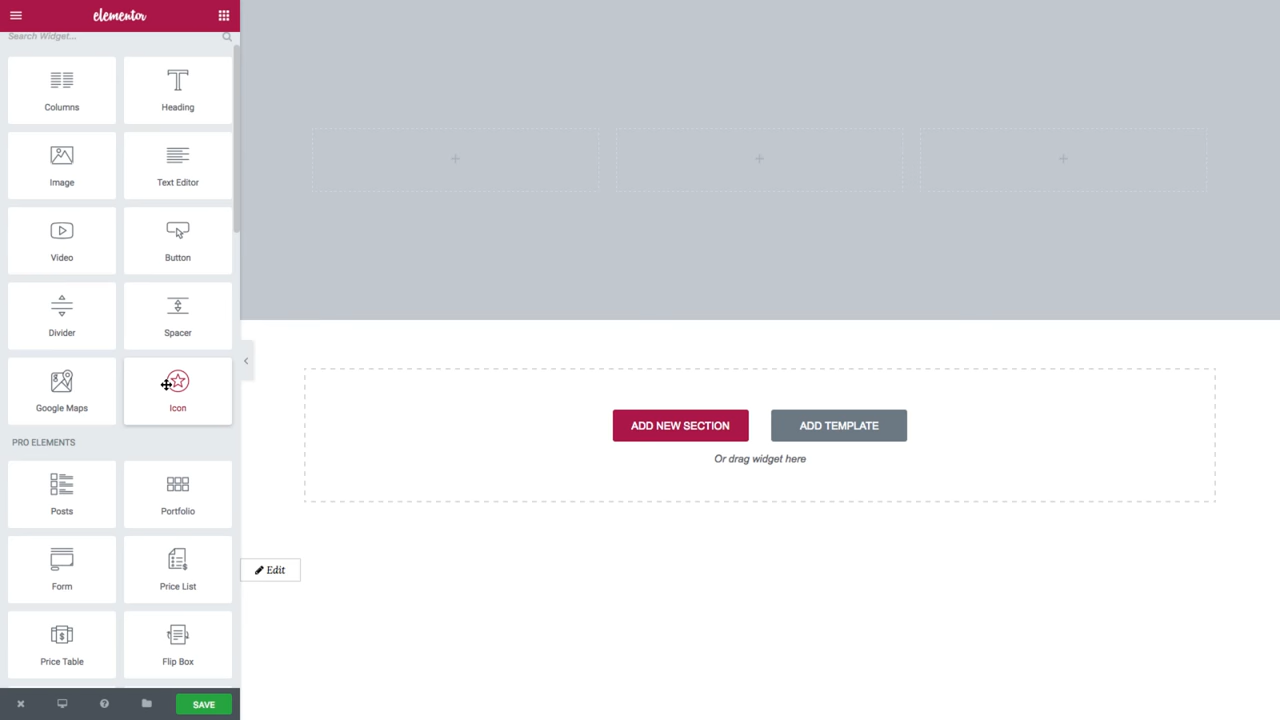 elementor
Search Widget...
Columns
Heading
Image
Text Editor
Video
Button
Divider
Spacer
Google Maps
Icon
PRO ELEMENTS
Posts
Portfolio
Form
Price List
Price Table
Flip Box
SAVE
ADD NEW SECTION
ADD TEMPLATE
Or drag widget here
Edit